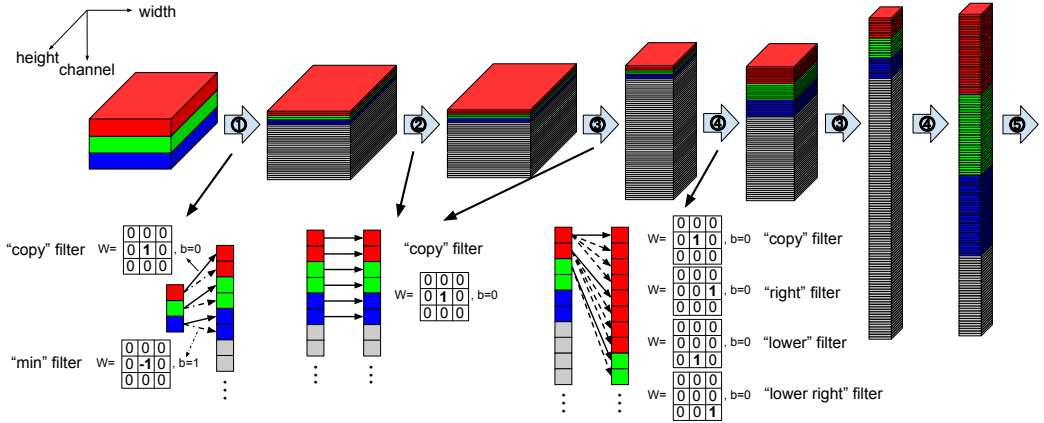 width
height
channel
①
②
③
④
③
④
⑤
"copy" filter
W=
0 0 0
0 1 0
0 0 0
, b=0
"min" filter
W=
0 0 0
0 -1 0
0 0 0
, b=1
"copy" filter
W=
0 0 0
0 1 0
0 0 0
, b=0
W=
0 0 0
0 1 0
0 0 0
, b=0
"copy" filter
W=
0 0 0
0 0 1
0 0 0
, b=0
"right" filter
W=
0 0 0
0 0 0
0 1 0
, b=0
"lower" filter
W=
0 0 0
0 0 0
0 0 1
, b=0
"lower right" filter